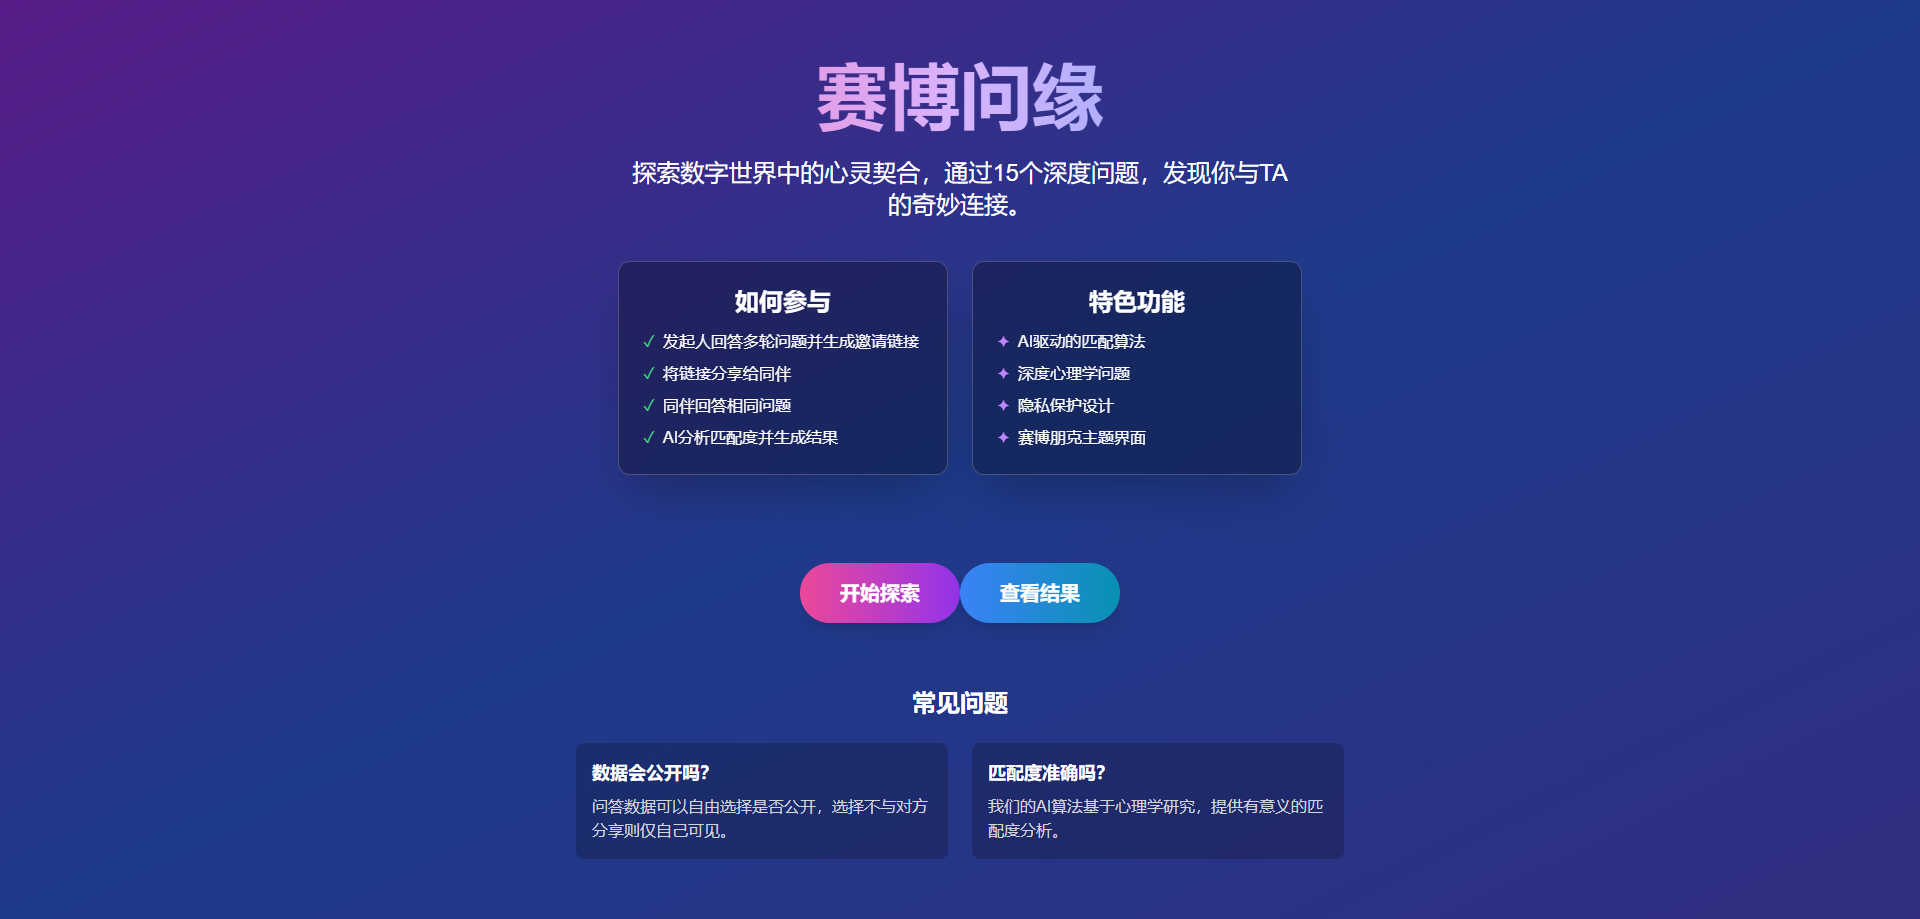 赛博问缘
探索数字世界中的心灵契合，通过15个深度问题，发现你与TA
的奇妙连接。
如何参与
✓ 发起人回答多轮问题并生成邀请链接
✓ 将链接分享给同伴
✓ 同伴回答相同问题
✓ AI分析匹配度并生成结果
特色功能
✦ AI驱动的匹配算法
✦ 深度心理学问题
✦ 隐私保护设计
✦ 赛博朋克主题界面
开始探索
查看结果
常见问题
数据会公开吗？
问答数据可以自由选择是否公开，选择不与对方
分享则仅自己可见。
匹配度准确吗？
我们的AI算法基于心理学研究，提供有意义的匹
配度分析。